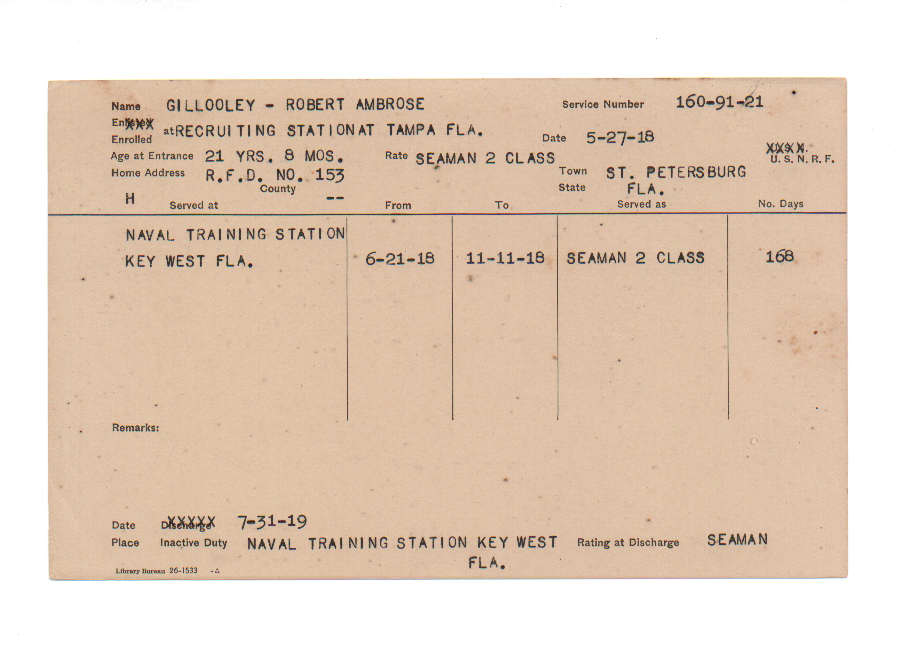 Name GILLOOLEY - ROBERT AMBROSE Service Number 160-91-21
Enrolled at RECRUITING STATION AT TAMPA FLA. Date 5-27-18
Age at Entrance 21 YRS. 8 MOS. Rate SEAMAN 2 CLASS U. S. N. R. F.
Home Address R.F.D. NO. 153 Town ST. PETERSBURG
County -- State FLA.
H Served at From To Served as No. Days
NAVAL TRAINING STATION
KEY WEST FLA. 6-21-18 11-11-18 SEAMAN 2 CLASS 168
Remarks:
Date Discharge 7-31-19
Place Inactive Duty NAVAL TRAINING STATION KEY WEST Rating at Discharge SEAMAN
FLA.
Library Bureau 26-1533